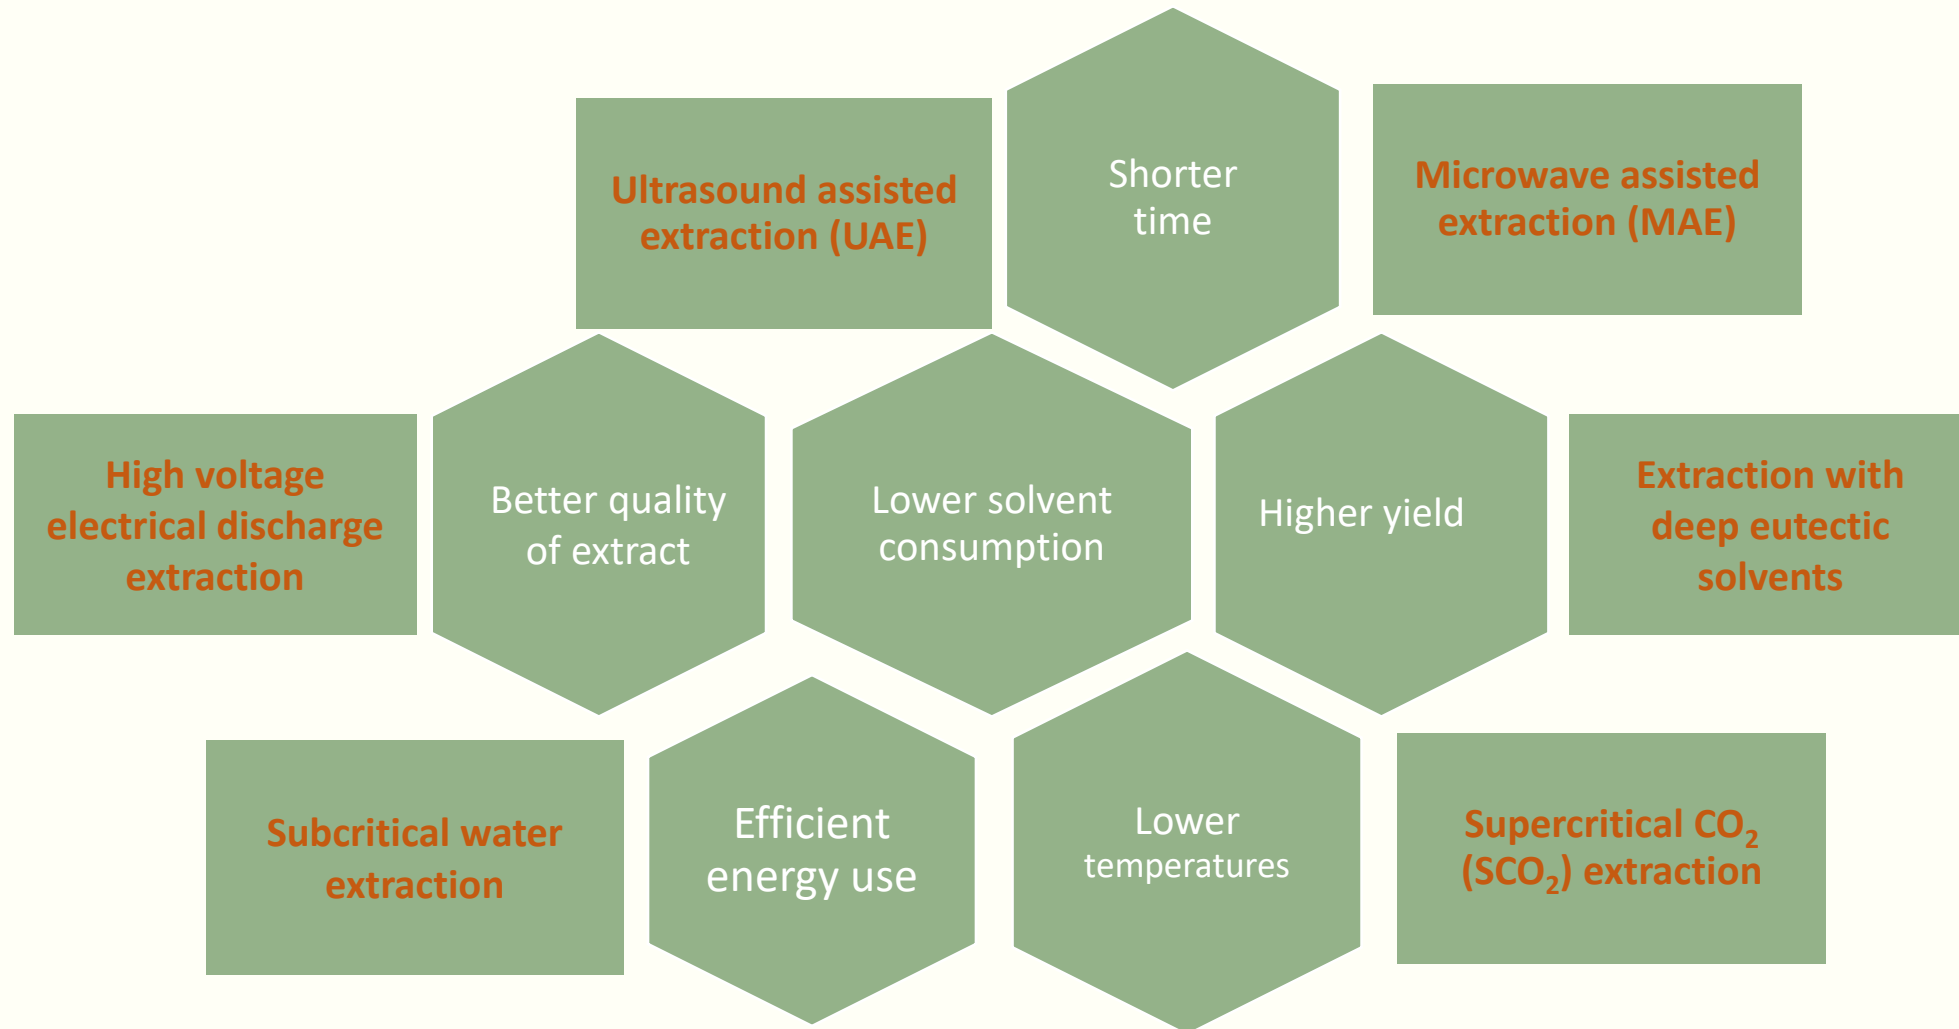 Ultrasound assisted
extraction (UAE)
Shorter
time
Microwave assisted
extraction (MAE)
High voltage
electrical discharge
extraction
Better quality
of extract
Lower solvent
consumption
Higher yield
Extraction with
deep eutectic
solvents
Subcritical water
extraction
Efficient
energy use
Lower
temperatures
Supercritical CO₂
(SCO₂) extraction